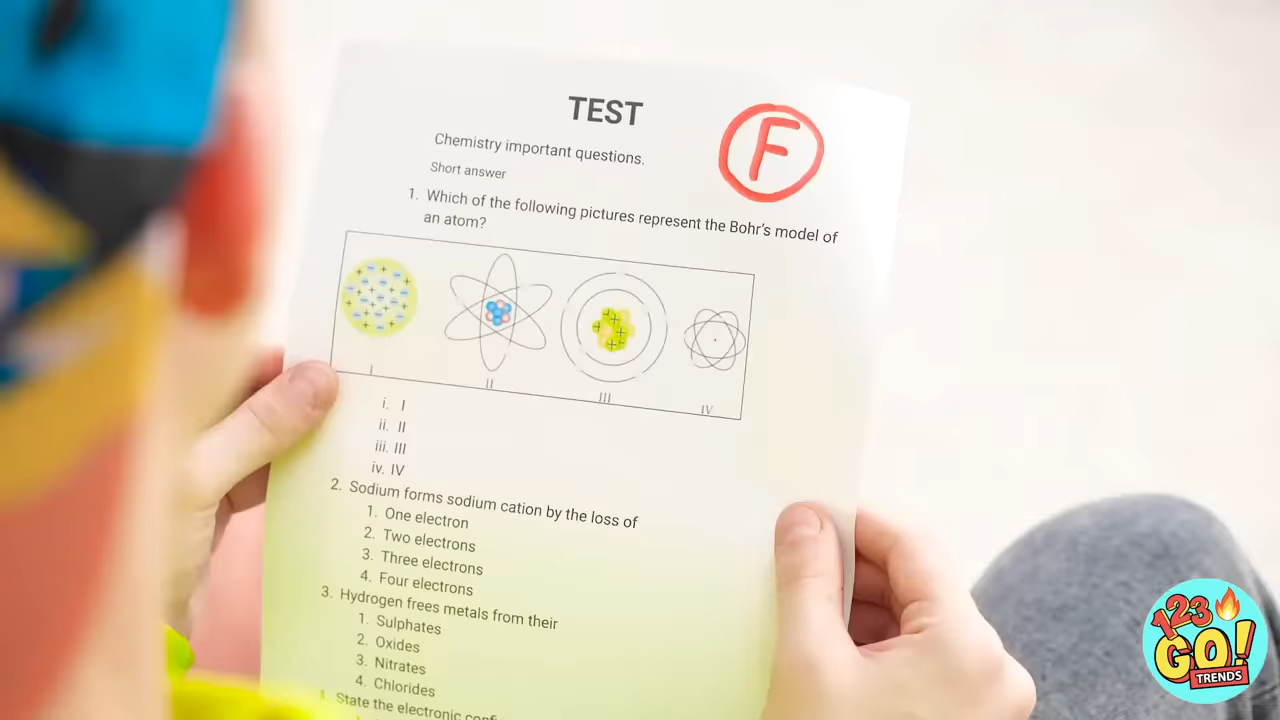 TEST
F
Chemistry important questions.
Short answer
1. Which of the following pictures represent the Bohr's model of
an atom?
I
II
III
IV
i. I
ii. II
iii. III
iv. IV
2. Sodium forms sodium cation by the loss of
1. One electron
2. Two electrons
3. Three electrons
4. Four electrons
3. Hydrogen frees metals from their
1. Sulphates
2. Oxides
3. Nitrates
4. Chlorides
State the electronic
123
GO!
TRENDS